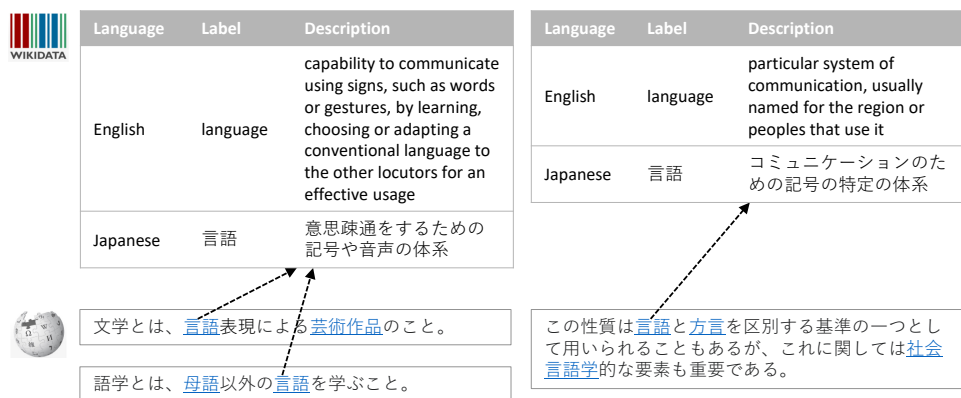 WIKIDATA
Language Label Description
English language capability to communicate
using signs, such as words
or gestures, by learning,
choosing or adapting a
conventional language to
the other locutors for an
effective usage
Japanese 言語 意思疎通をするための
記号や音声の体系
Language Label Description
English language particular system of
communication, usually
named for the region or
peoples that use it
Japanese 言語 コミュニケーションのた
めの記号の特定の体系
文学とは、言語表現による芸術作品のこと。
語学とは、母語以外の言語を学ぶこと。
この性質は言語と方言を区別する基準の一つとし
て用いられることもあるが、これに関しては社会
言語学的な要素も重要である。